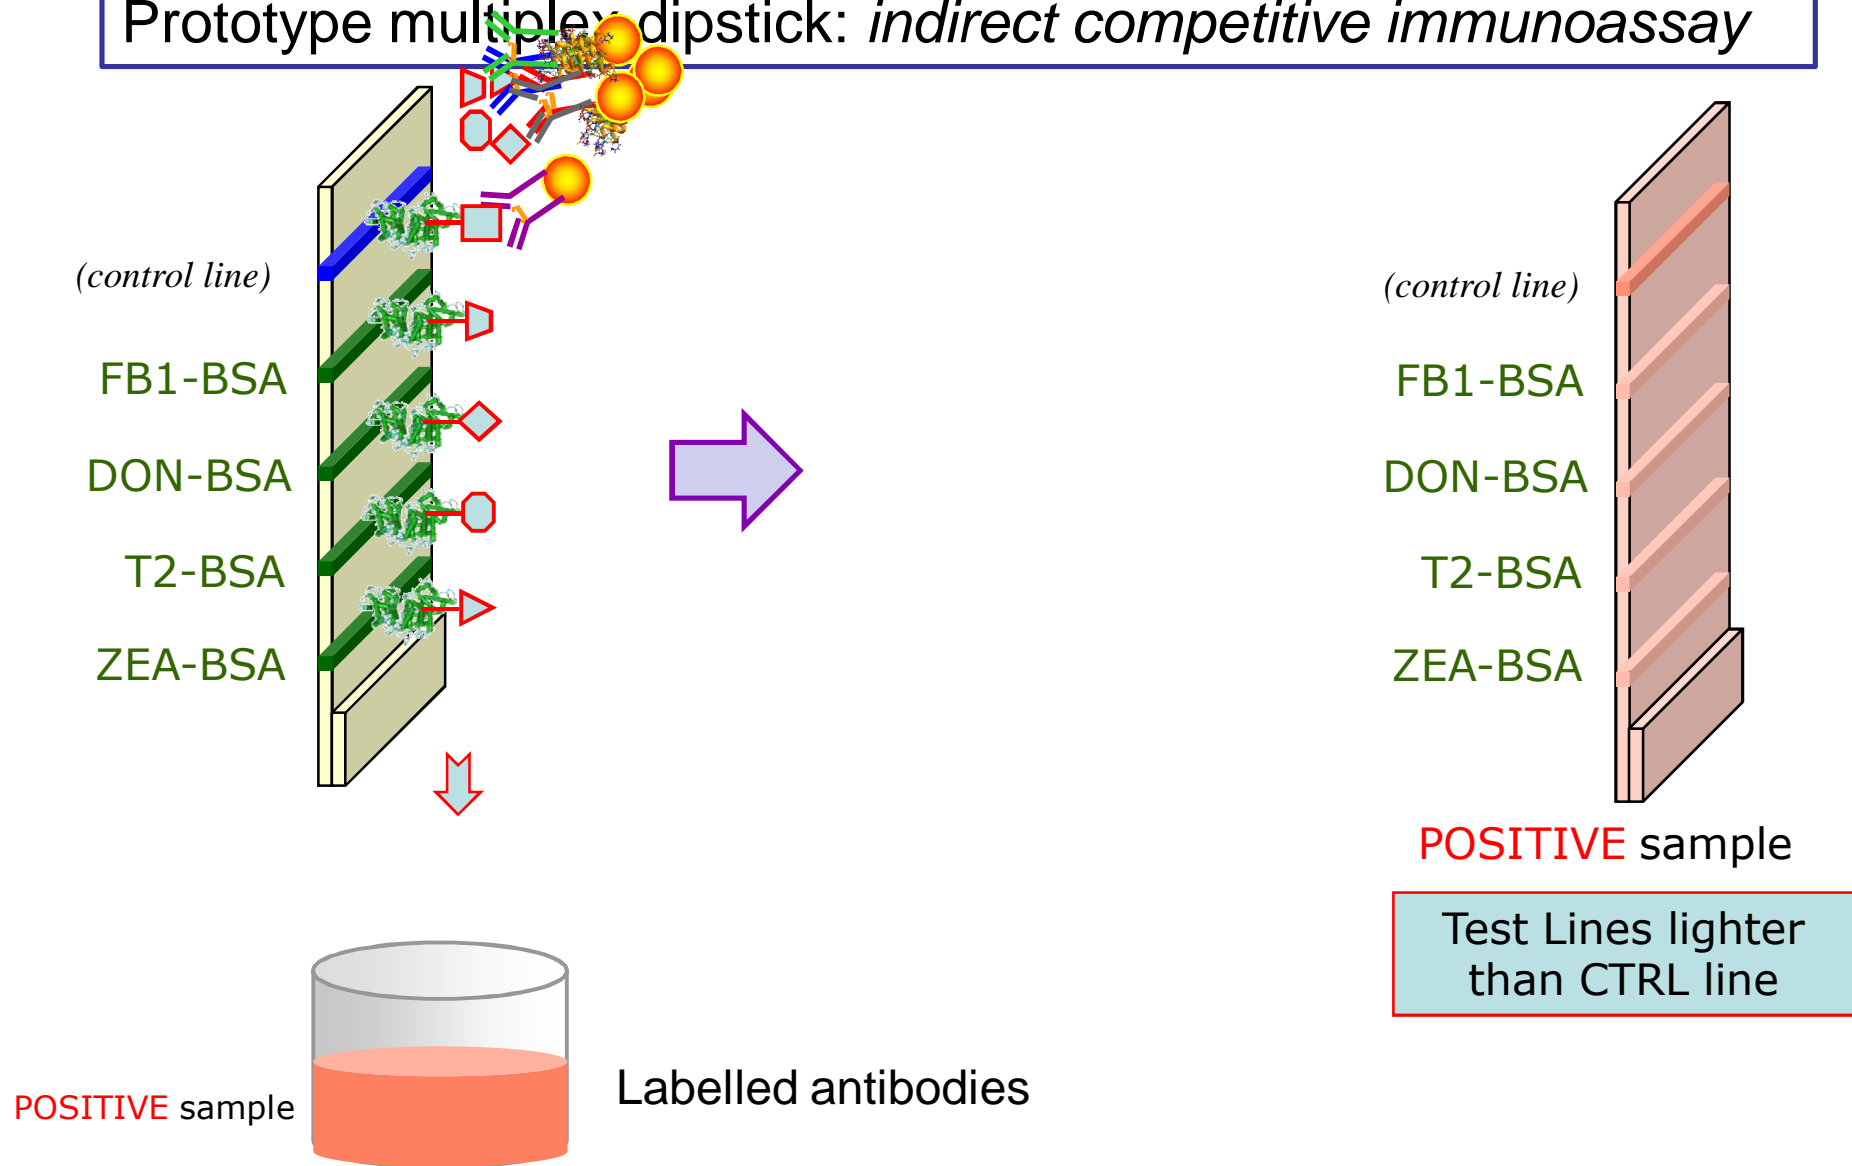 Prototype multiplex dipstick: indirect competitive immunoassay
(control line)
FB1-BSA
DON-BSA
T2-BSA
ZEA-BSA
(control line)
FB1-BSA
DON-BSA
T2-BSA
ZEA-BSA
POSITIVE sample
Test Lines lighter
than CTRL line
Labelled antibodies
POSITIVE sample